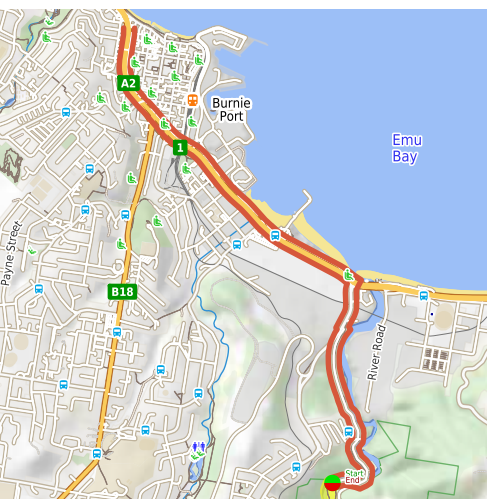 A2
Burnie
Port
1
Emu
Bay
Payne Street
B18
River Road
Start
End